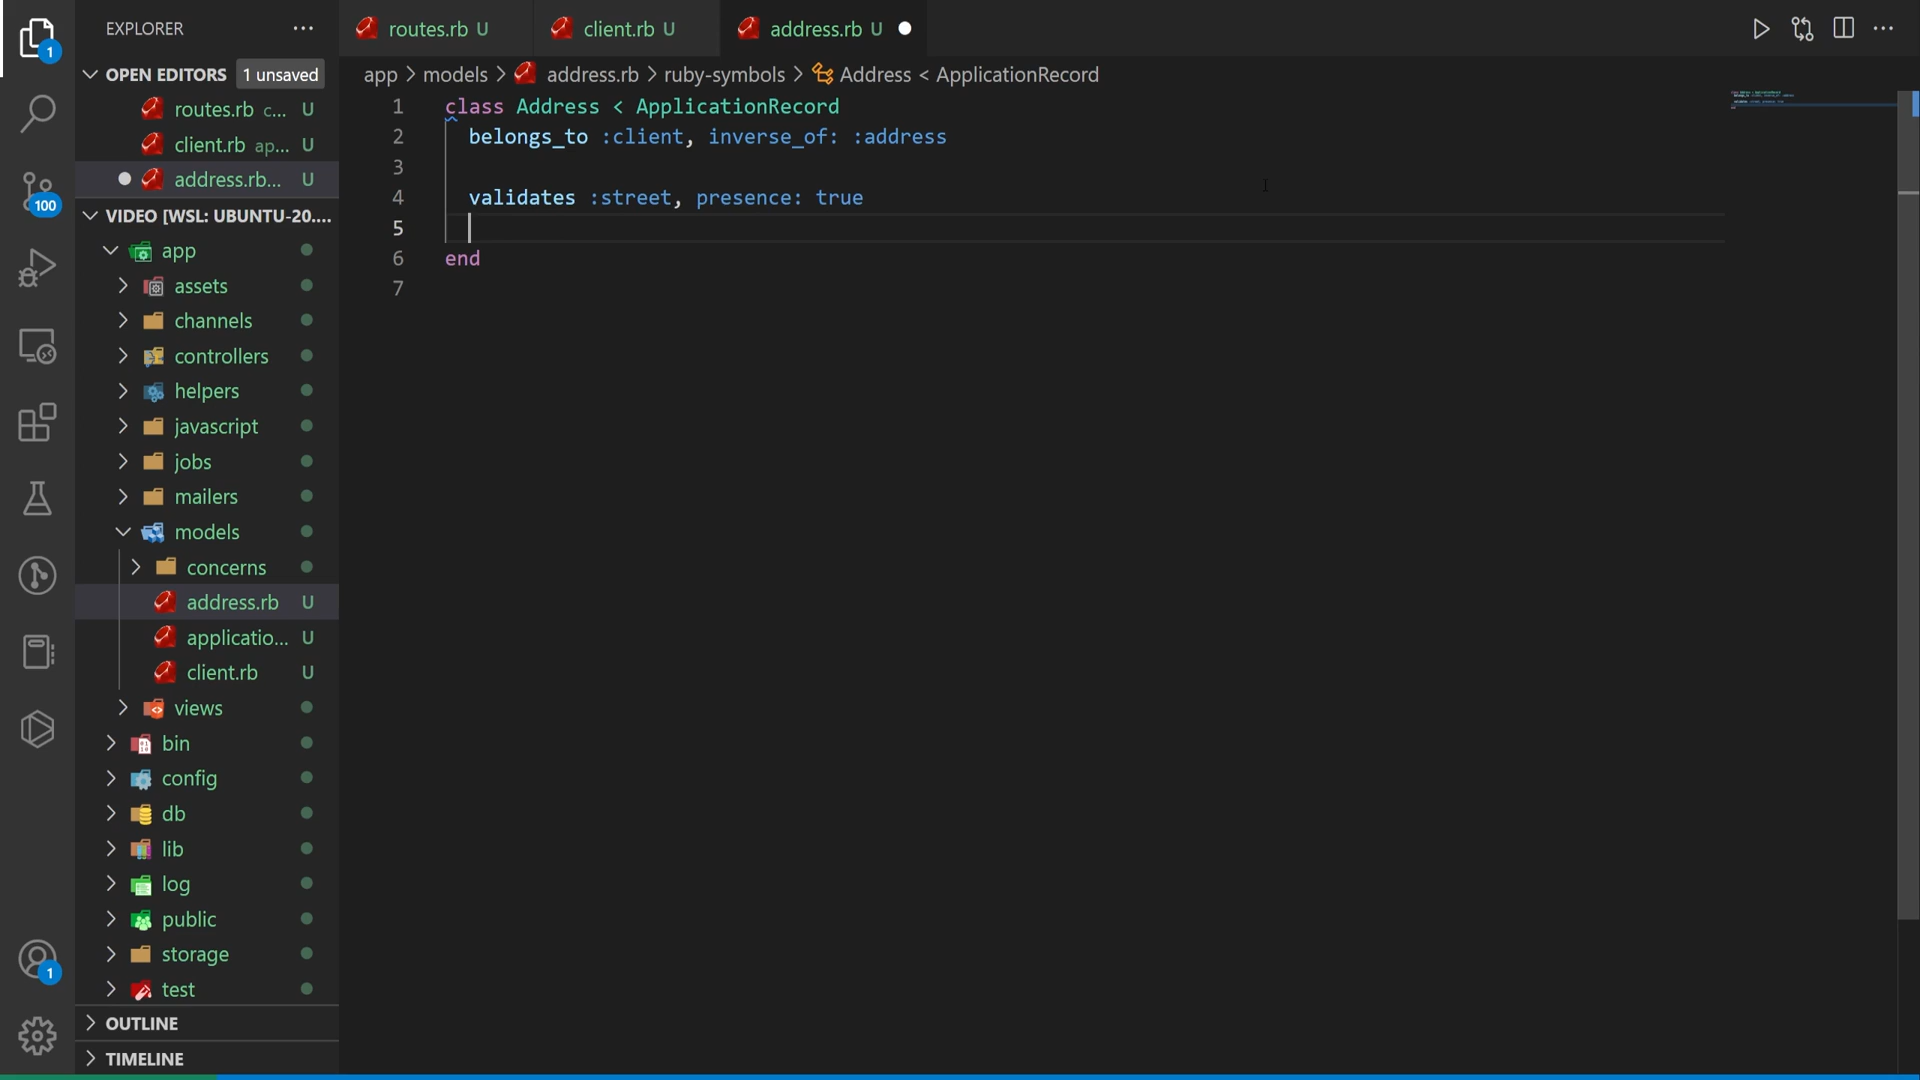 EXPLORER
routes.rb U
client.rb U
address.rb U
OPEN EDITORS 1 unsaved
routes.rb c... U
client.rb ap... U
address.rb... U
VIDEO [WSL: UBUNTU-20....
app
assets
channels
controllers
helpers
javascript
jobs
mailers
models
concerns
address.rb U
applicatio... U
client.rb U
views
bin
config
db
lib
log
public
storage
test
OUTLINE
TIMELINE
1
100
1
app > models > address.rb > ruby-symbols > Address < ApplicationRecord
1 class Address < ApplicationRecord
2 belongs_to :client, inverse_of: :address
3
4 validates :street, presence: true
5
6 end
7